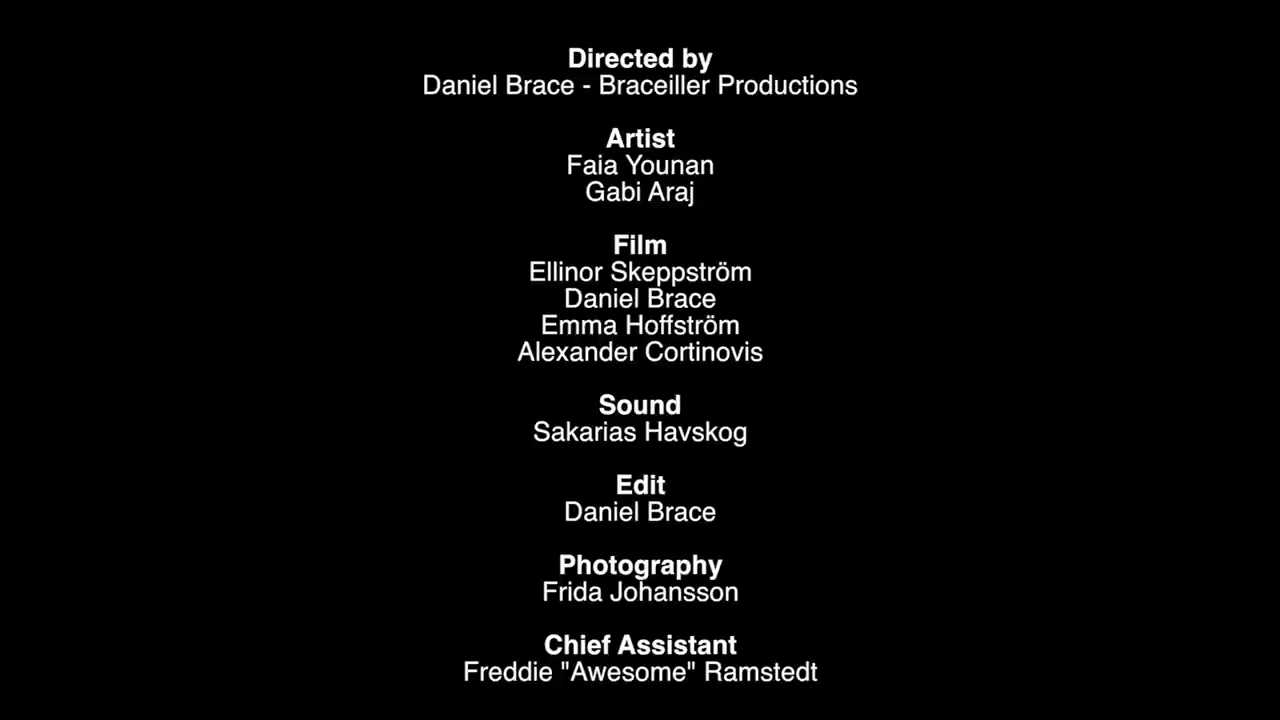 Directed by
Daniel Brace - Braceiller Productions
Artist
Faia Younan
Gabi Araj
Film
Ellinor Skeppström
Daniel Brace
Emma Hoffström
Alexander Cortinovis
Sound
Sakarias Havskog
Edit
Daniel Brace
Photography
Frida Johansson
Chief Assistant
Freddie "Awesome" Ramstedt